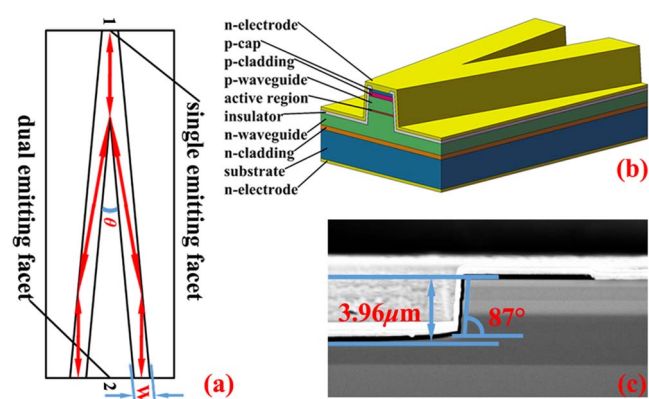 1
single emitting facet
dual emitting facet
θ
2
W
(a)
n-electrode
p-cap
p-cladding
p-waveguide
active region
insulator
n-waveguide
n-cladding
substrate
n-electrode
(b)
3.96μm
87°
(c)